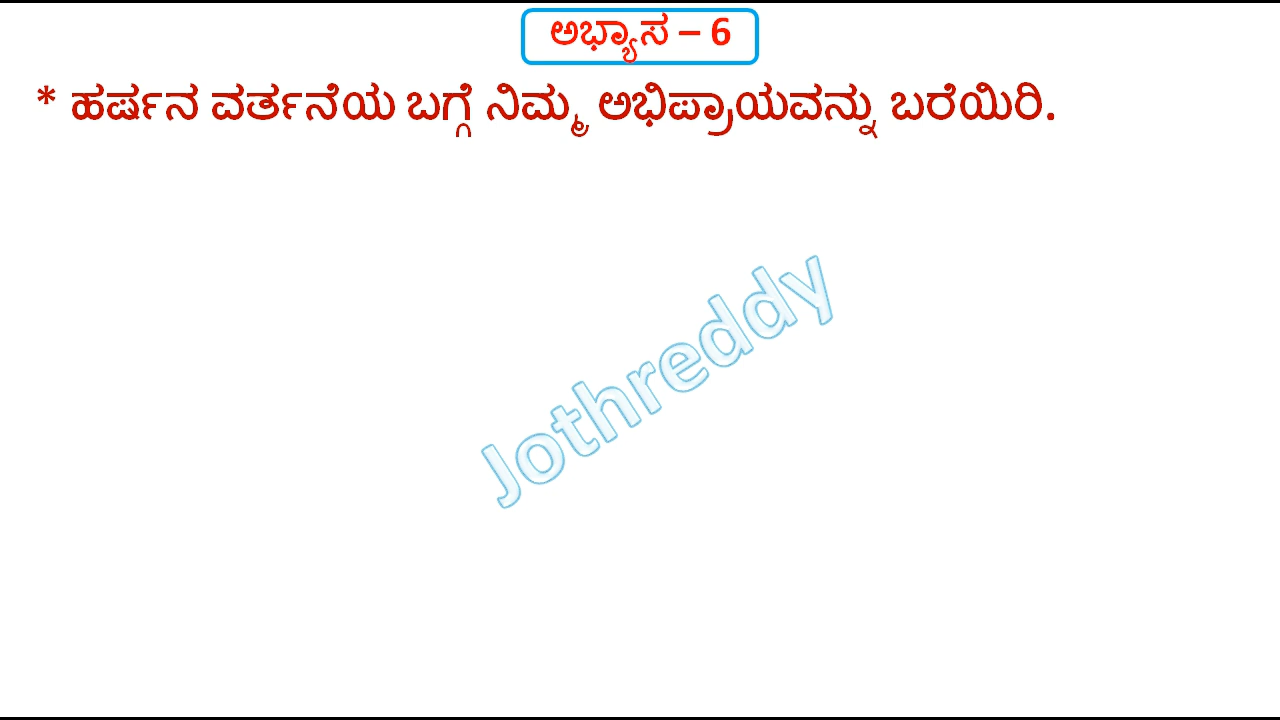 ಅಭ್ಯಾಸ – 6
* ಹರ್ಷನ ವರ್ತನೆಯ ಬಗ್ಗೆ ನಿಮ್ಮ ಅಭಿಪ್ರಾಯವನ್ನು ಬರೆಯಿರಿ.
Jothreddy